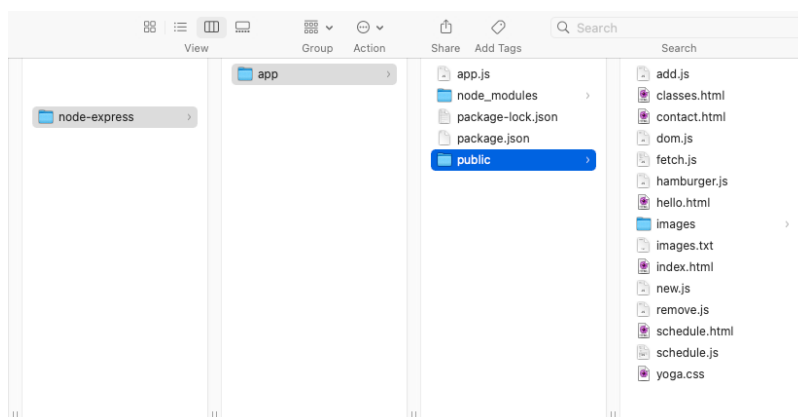 Search
View
Group
Action
Share
Add Tags
Search
node-express
app
app.js
node_modules
package-lock.json
package.json
public
add.js
classes.html
contact.html
dom.js
fetch.js
hamburger.js
hello.html
images
images.txt
index.html
new.js
remove.js
schedule.html
schedule.js
yoga.css